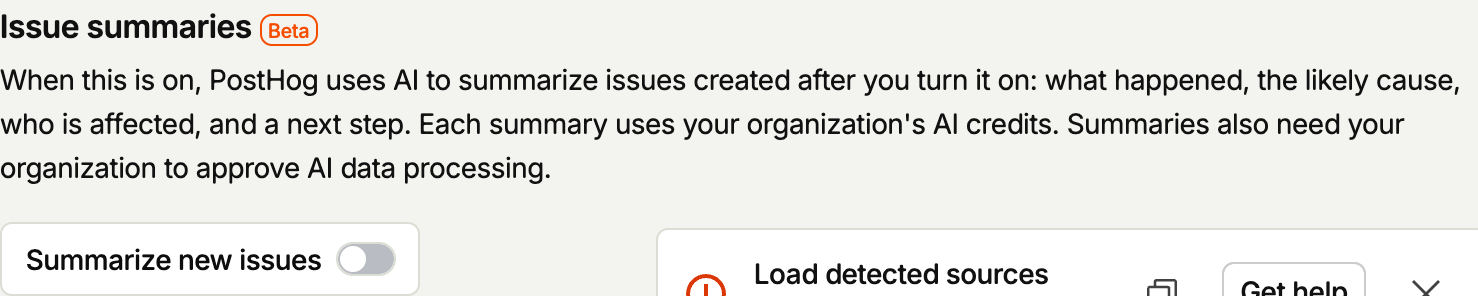 Issue summaries Beta
When this is on, PostHog uses AI to summarize issues created after you turn it on: what happened, the likely cause,
who is affected, and a next step. Each summary uses your organization's AI credits. Summaries also need your
organization to approve AI data processing.
Summarize new issues
Load detected sources
Get help